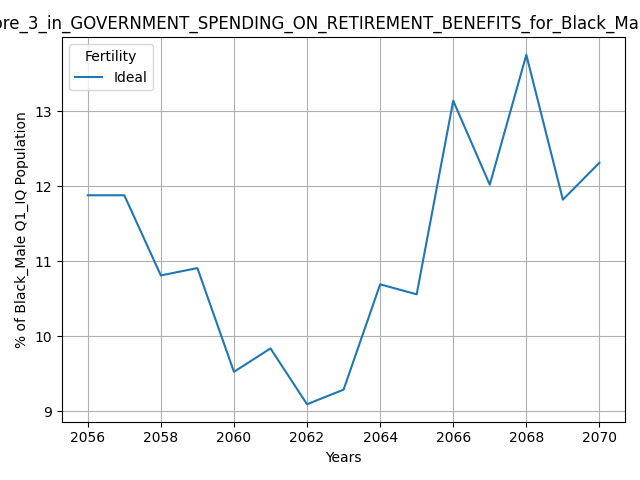 ore_3_in_GOVERNMENT_SPENDING_ON_RETIREMENT_BENEFITS_for_Black_Ma
Fertility
Ideal
% of Black_Male Q1_IQ Population
13
12
11
10
9
2056 2058 2060 2062 2064 2066 2068 2070
Years